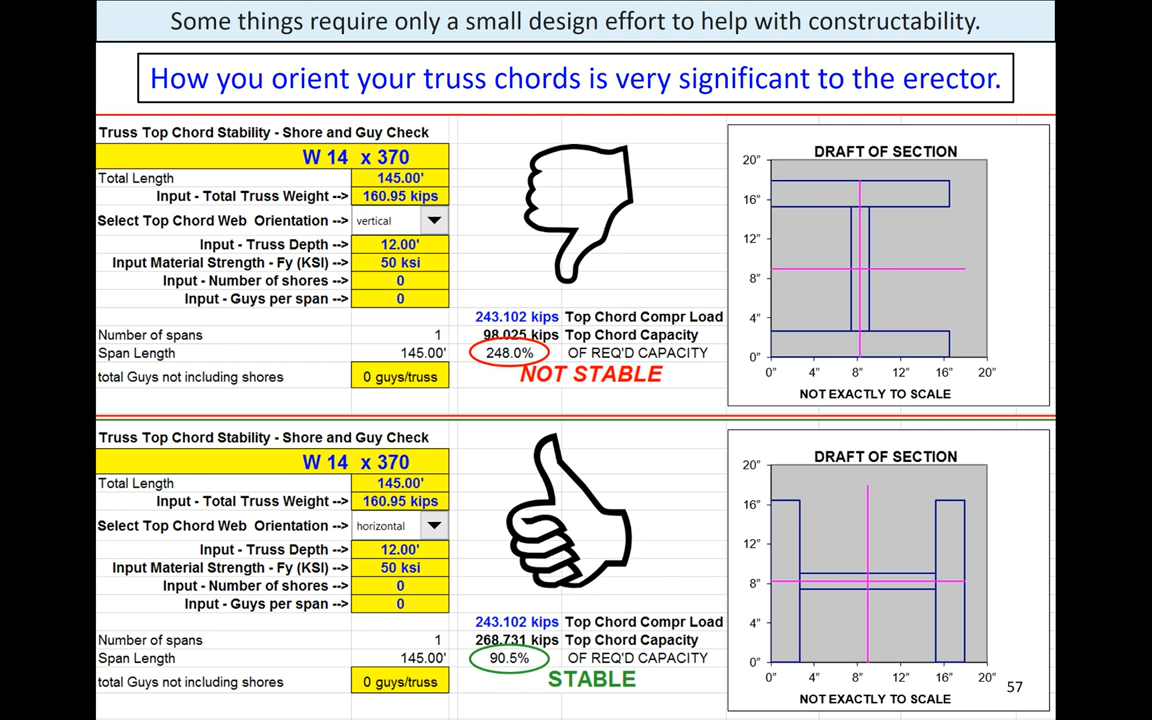 Some things require only a small design effort to help with constructability.
How you orient your truss chords is very significant to the erector.
Truss Top Chord Stability - Shore and Guy Check
W 14 x 370
Total Length 145.00'
Input - Total Truss Weight --> 160.95 kips
Select Top Chord Web Orientation --> vertical
Input - Truss Depth --> 12.00'
Input Material Strength - Fy (KSI) 50 ksi
Input - Number of shores --> 0
Input - Guys per span --> 0
243.102 kips Top Chord Compr Load
Number of spans 1 98.025 kips Top Chord Capacity
Span Length 145.00' 248.0% OF REQ'D CAPACITY
NOT STABLE
total Guys not including shores 0 guys/truss
DRAFT OF SECTION
20"
16"
12"
8"
4"
0"
0" 4" 8" 12" 16" 20"
NOT EXACTLY TO SCALE
Truss Top Chord Stability - Shore and Guy Check
W 14 x 370
Total Length 145.00'
Input - Total Truss Weight --> 160.95 kips
Select Top Chord Web Orientation --> horizontal
Input - Truss Depth --> 12.00'
Input Material Strength - Fy (KSI) --> 50 ksi
Input - Number of shores --> 0
Input - Guys per span --> 0
243.102 kips Top Chord Compr Load
Number of spans 1 268.731 kips Top Chord Capacity
Span Length 145.00' 90.5% OF REQ'D CAPACITY
STABLE
total Guys not including shores 0 guys/truss
DRAFT OF SECTION
20"
16"
12"
8"
4"
0"
0" 4" 8" 12" 16" 20"
NOT EXACTLY TO SCALE
57